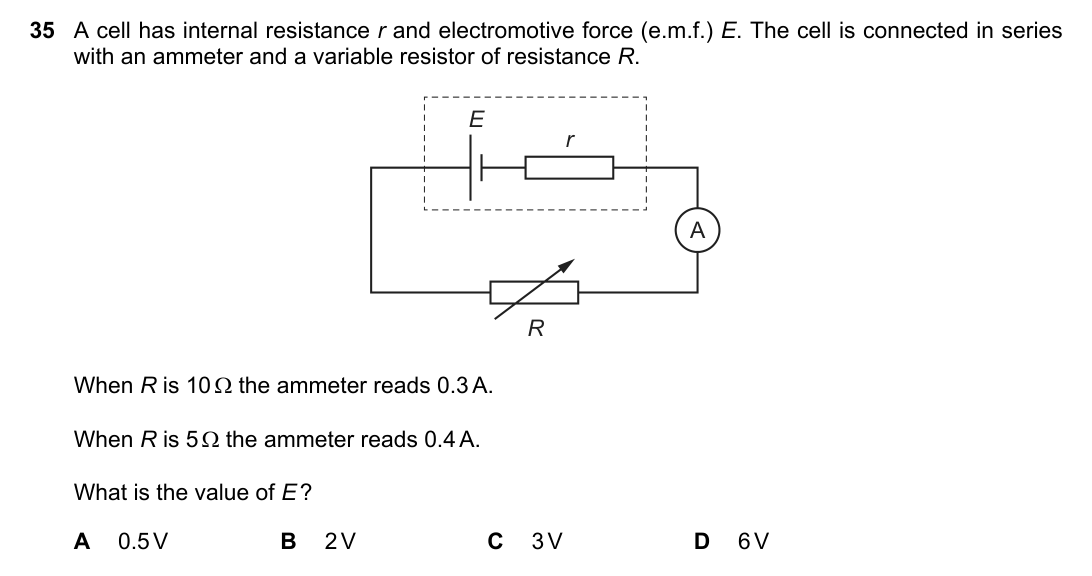 35 A cell has internal resistance r and electromotive force (e.m.f.) E. The cell is connected in series
with an ammeter and a variable resistor of resistance R.
E
r
A
R
When R is 10Ω the ammeter reads 0.3A.
When R is 5Ω the ammeter reads 0.4A.
What is the value of E?
A 0.5V B 2V C 3V D 6V